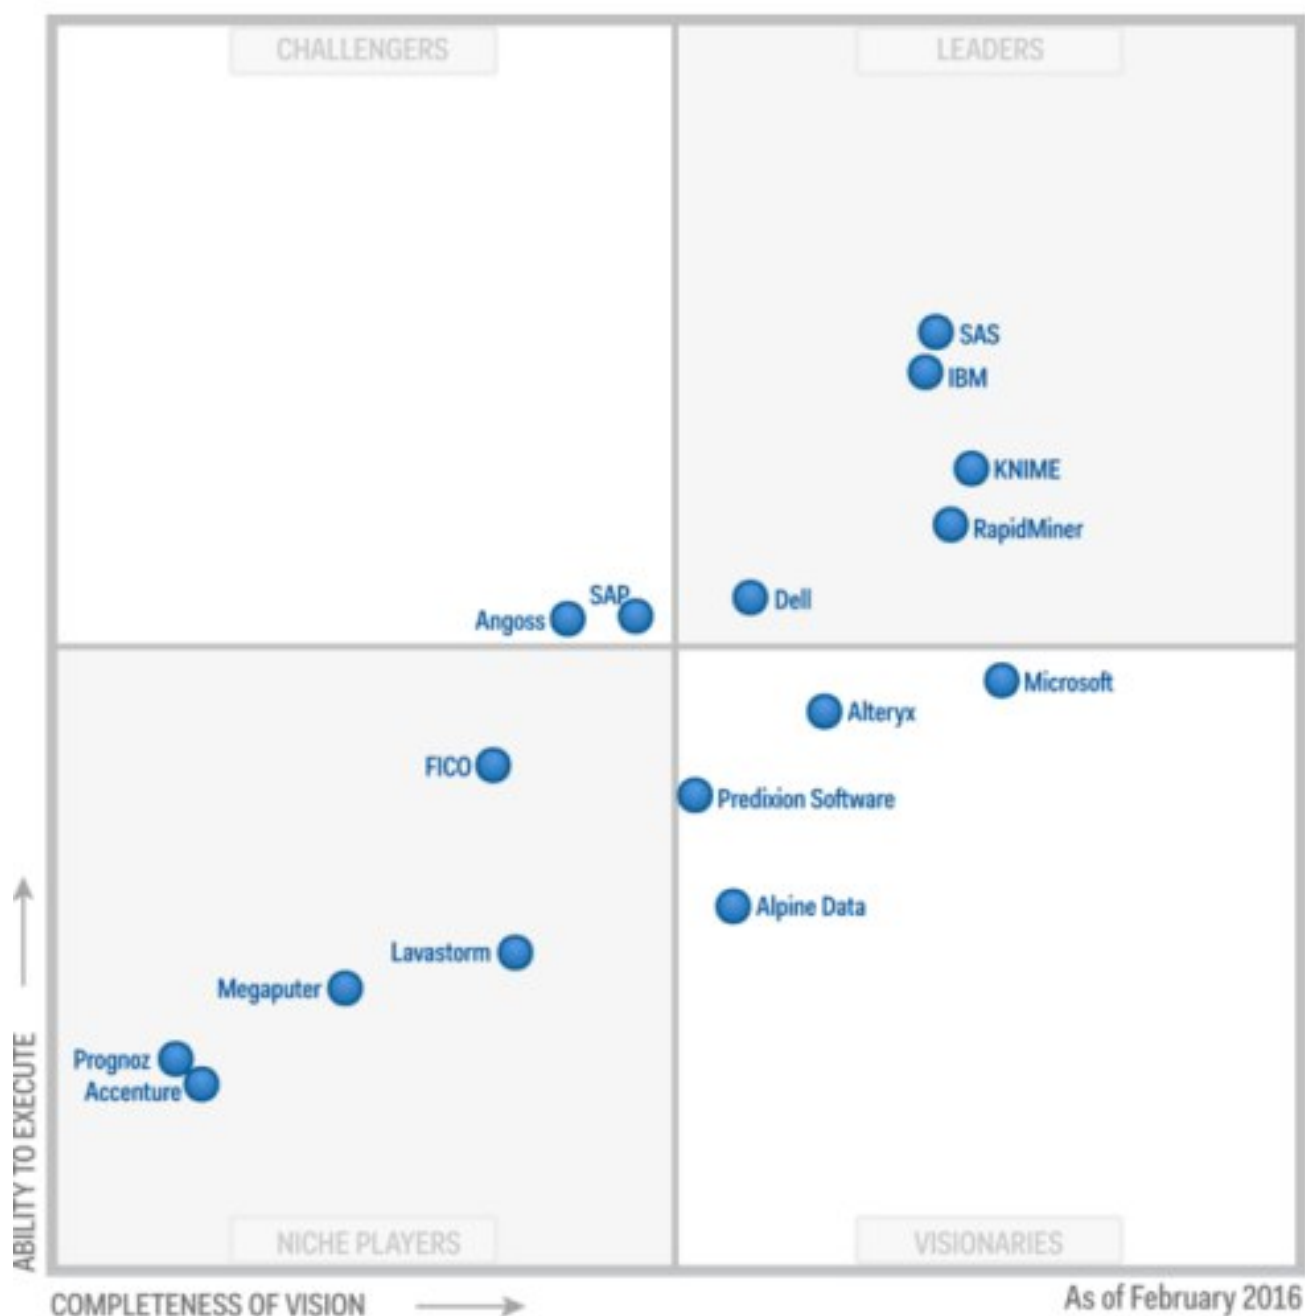 CHALLENGERS
LEADERS
SAS
IBM
KNIME
RapidMiner
SAP
Dell
Angoss
Microsoft
Alteryx
FICO
Predixion Software
Alpine Data
Lavastorm
Megaputer
Prognoz
Accenture
ABILITY TO EXECUTE
NICHE PLAYERS
VISIONARIES
COMPLETENESS OF VISION
As of February 2016